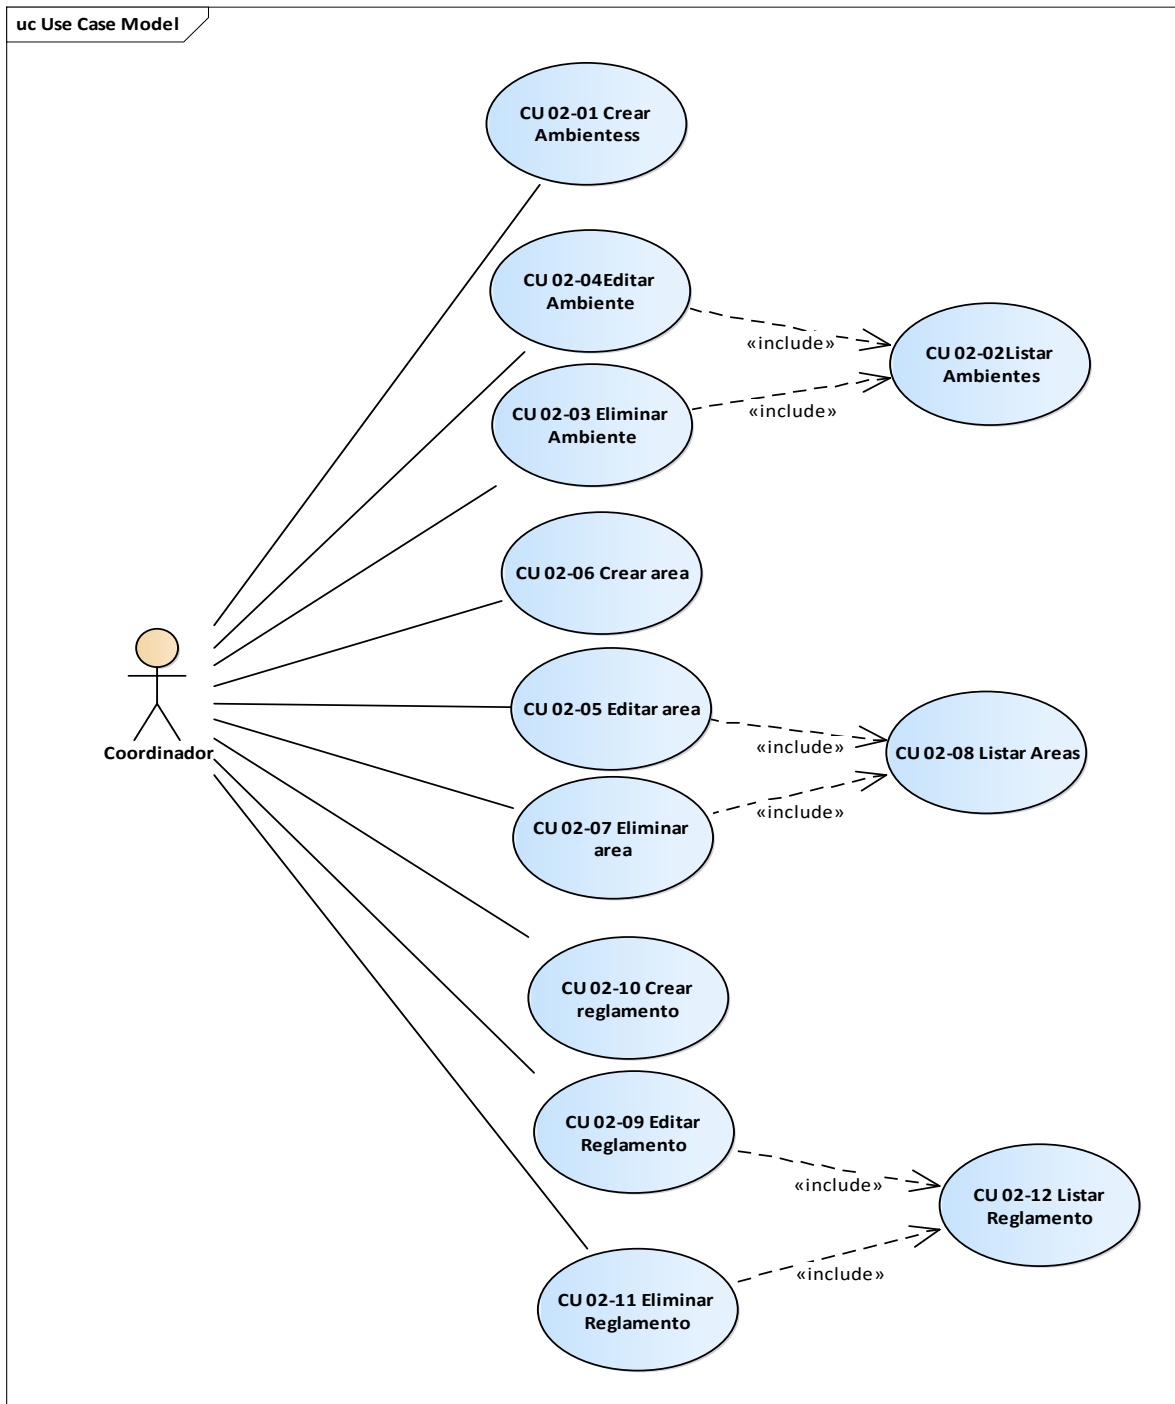 uc Use Case Model
CU 02-01 Crear
Ambientess
CU 02-04Editar
Ambiente
«include»
CU 02-02Listar
Ambientes
CU 02-03 Eliminar
Ambiente
«include»
CU 02-06 Crear area
Coordinador
CU 02-05 Editar area
«include»
CU 02-08 Listar Areas
CU 02-07 Eliminar
area
«include»
CU 02-10 Crear
reglamento
CU 02-09 Editar
Reglamento
«include»
CU 02-12 Listar
Reglamento
«include»
CU 02-11 Eliminar
Reglamento